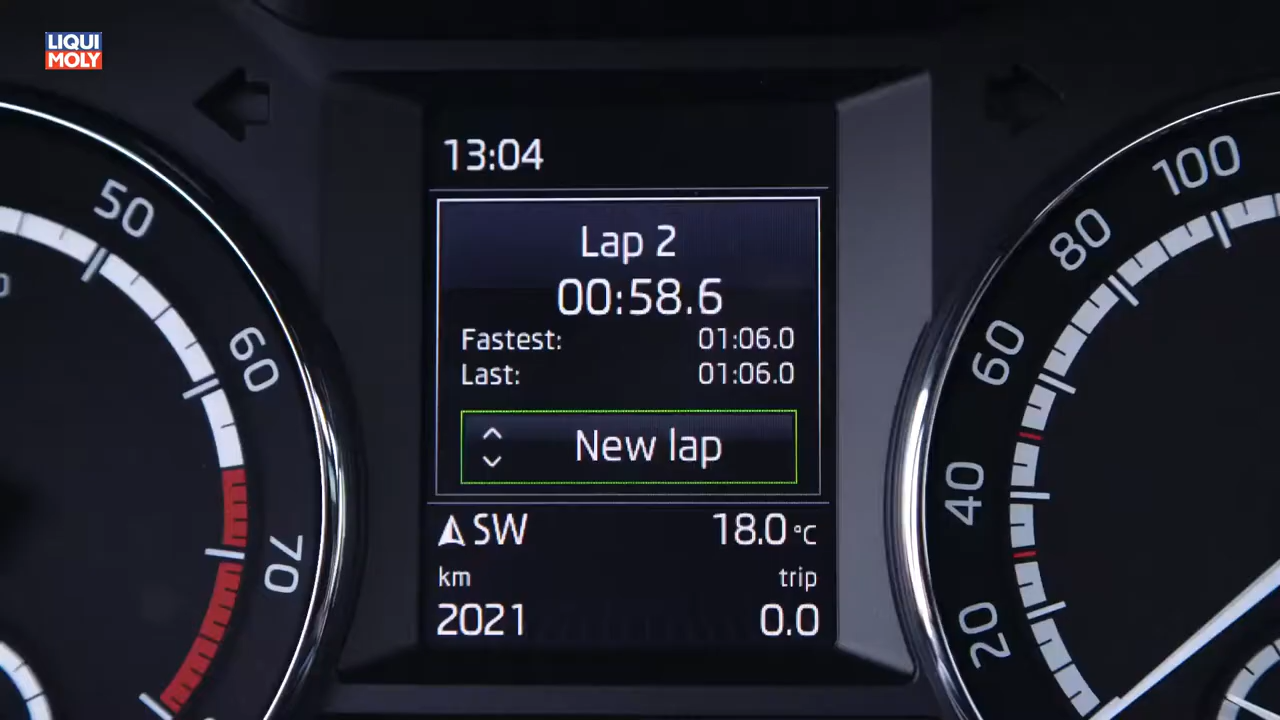 LIQUI
MOLY
13:04
Lap 2
00:58.6
Fastest: 01:06.0
Last: 01:06.0
New lap
SW 18.0 °C
km trip
2021 0.0
50
60
70
100
80
60
40
20